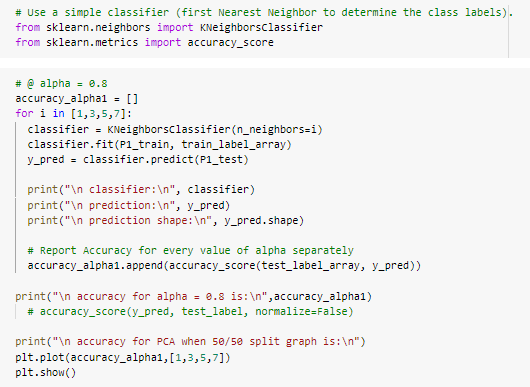 # Use a simple classifier (first Nearest Neighbor to determine the class labels).
from sklearn.neighbors import KNeighborsClassifier
from sklearn.metrics import accuracy_score
# @ alpha = 0.8
accuracy_alpha1 = []
for i in [1,3,5,7]:
  classifier = KNeighborsClassifier(n_neighbors=i)
  classifier.fit(P1_train, train_label_array)
  y_pred = classifier.predict(P1_test)
  print("\n classifier:\n", classifier)
  print("\n prediction:\n", y_pred)
  print("\n prediction shape:\n", y_pred.shape)
  # Report Accuracy for every value of alpha separately
  accuracy_alpha1.append(accuracy_score(test_label_array, y_pred))
print("\n accuracy for alpha = 0.8 is:\n",accuracy_alpha1)
  # accuracy_score(y_pred, test_label, normalize=False)
print("\n accuracy for PCA when 50/50 split graph is:\n")
plt.plot(accuracy_alpha1,[1,3,5,7])
plt.show()